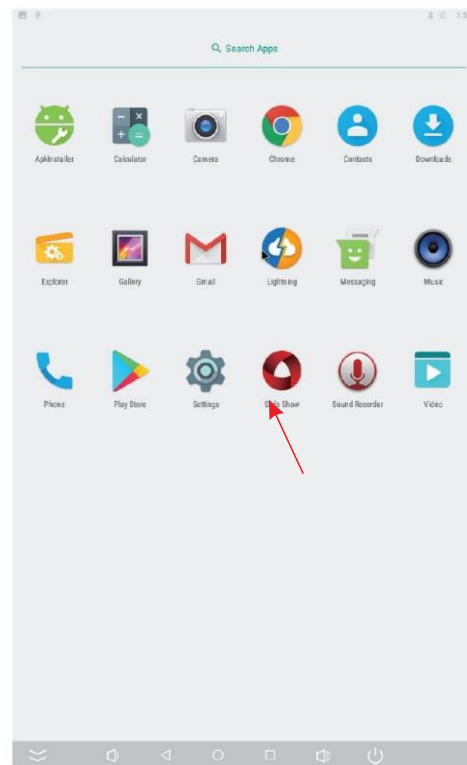 Search Apps
ApkInstaller Calculator Camera Chrome Contacts Downloads
Explorer Gallery Gmail Lightning Messaging Music
Phone Play Store Settings Slide Show Sound Recorder Video